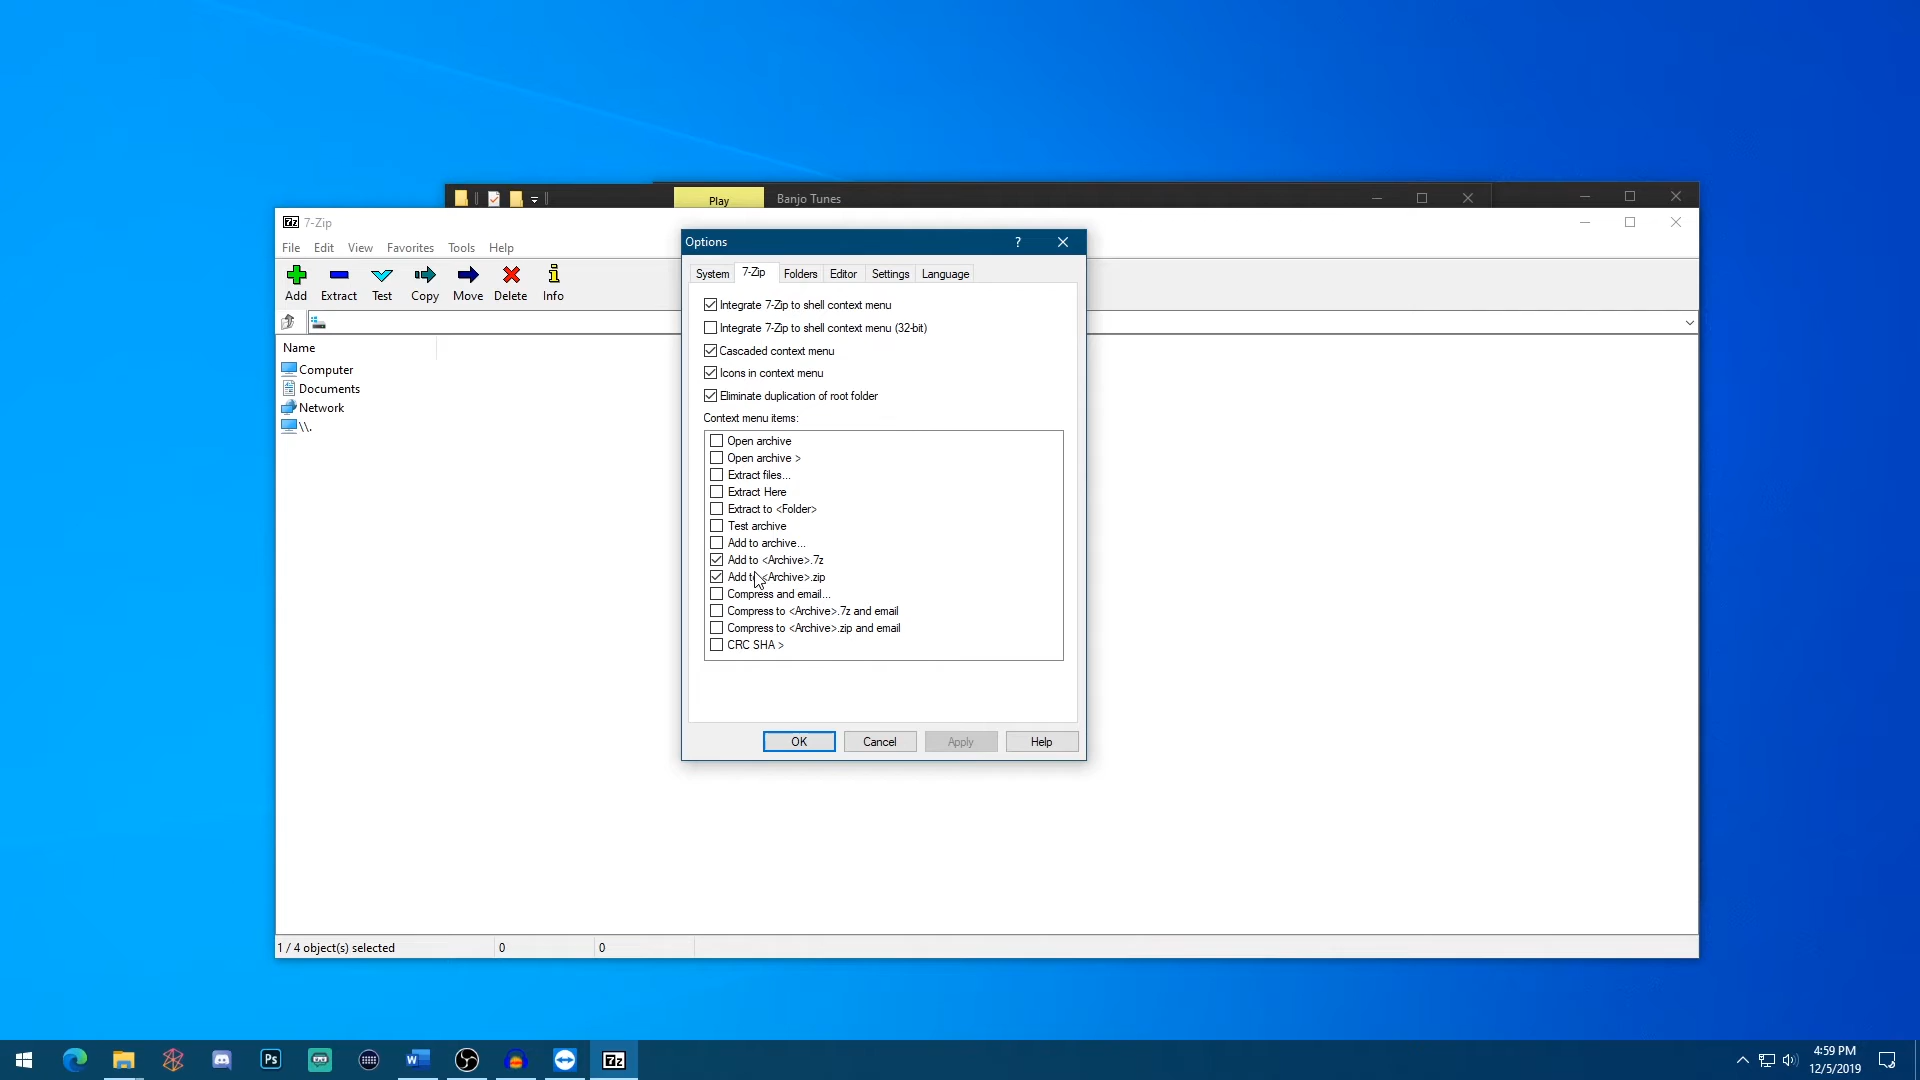 Play
Banjo Tunes
7z
7-Zip
File Edit View Favorites Tools Help
Add Extract Test Copy Move Delete Info
Name
Computer
Documents
Network
\\.
1 / 4 object(s) selected
0
0
Options
?
System 7-Zip Folders Editor Settings Language
Integrate 7-Zip to shell context menu
Integrate 7-Zip to shell context menu (32-bit)
Cascaded context menu
Icons in context menu
Eliminate duplication of root folder
Context menu items:
Open archive
Open archive >
Extract files...
Extract Here
Extract to <Folder>
Test archive
Add to archive...
Add to <Archive>.7z
Add to <Archive>.zip
Compress and email...
Compress to <Archive>.7z and email
Compress to <Archive>.zip and email
CRC SHA >
OK Cancel Apply Help
Ps
W
7z
4:59 PM
12/5/2019